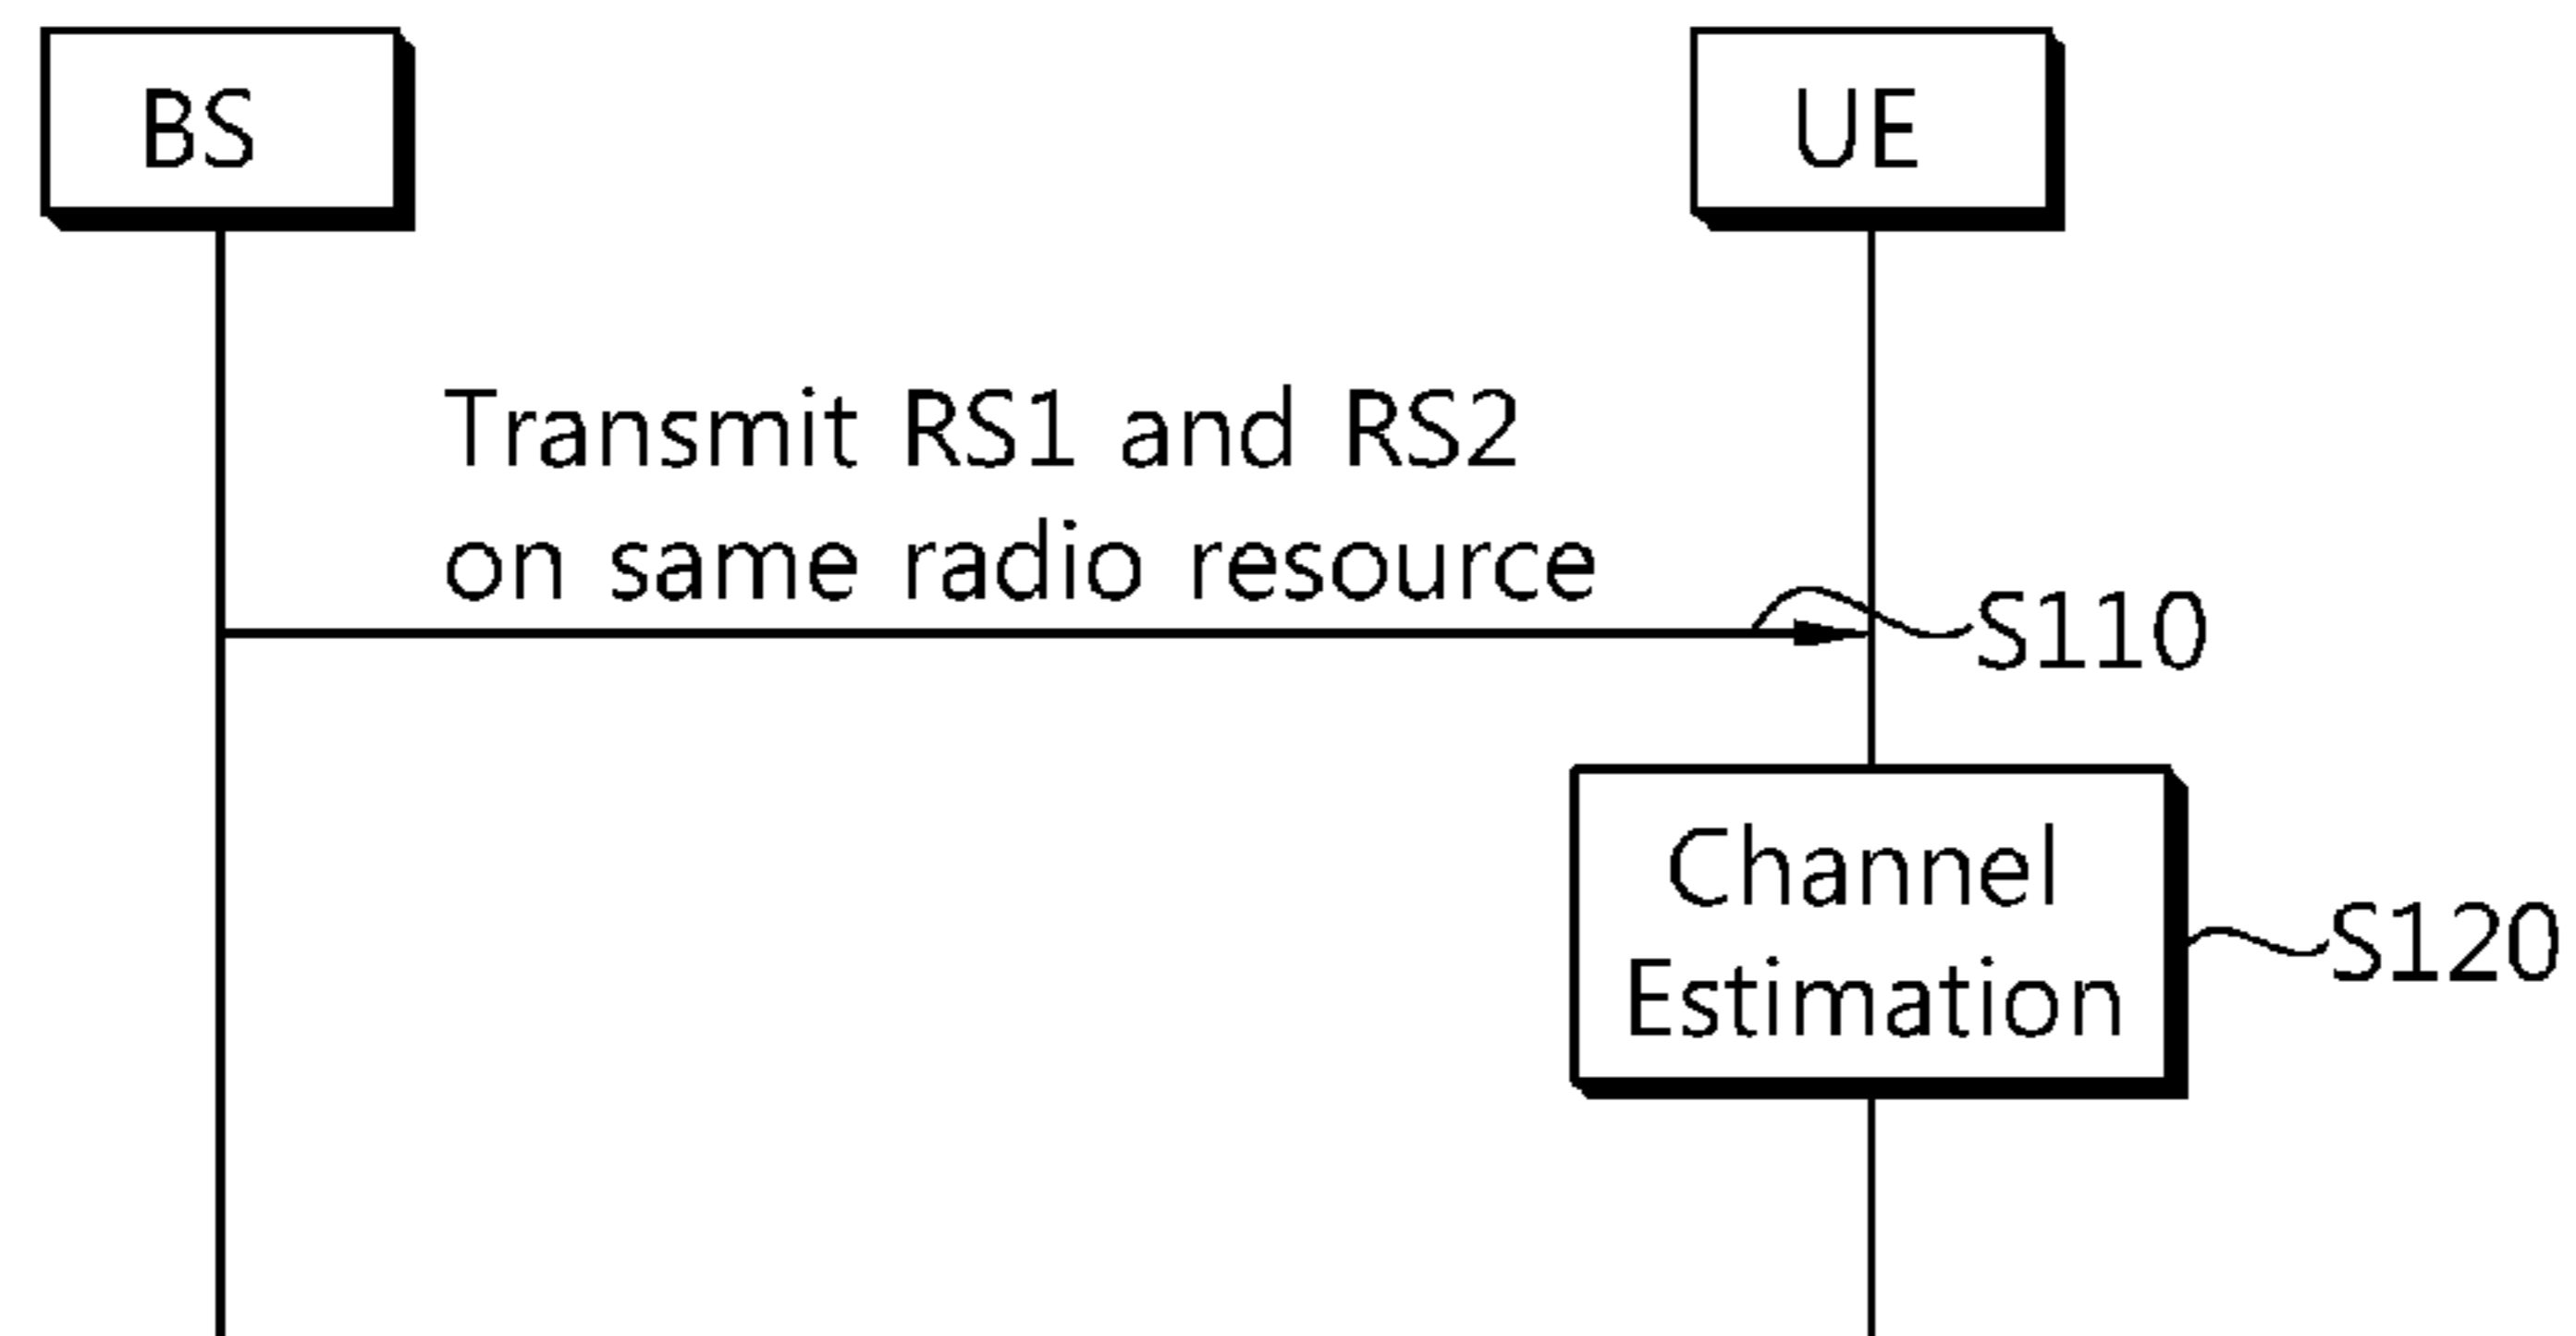 BS
UE
Transmit RS1 and RS2
on same radio resource
S110
Channel
Estimation
S120